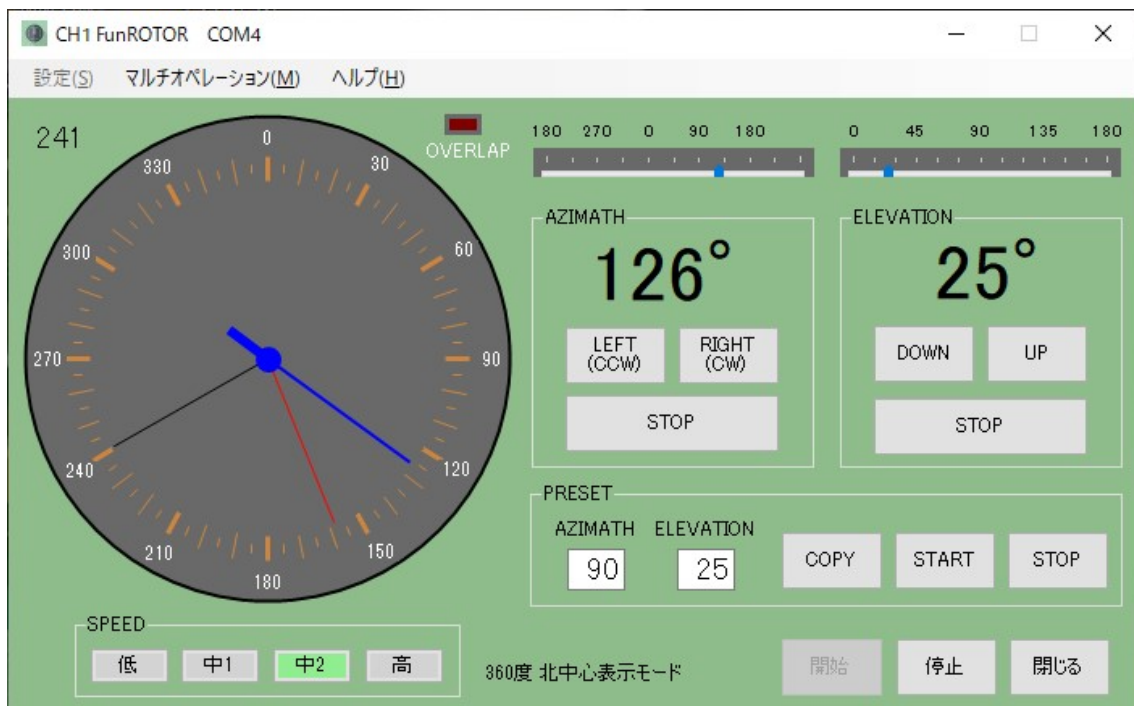 CH1 FunROTOR COM4
設定(S) マルチオペレーション(M) ヘルプ(H)
241
OVERLAP
0
30
60
90
120
150
180
210
240
270
300
330
180 270 0 90 180
0 45 90 135 180
AZIMATH
126°
LEFT
(CCW)
RIGHT
(CW)
STOP
ELEVATION
25°
DOWN
UP
STOP
PRESET
AZIMATH ELEVATION
90 25
COPY START STOP
SPEED
低 中1 中2 高
360度 北中心表示モード
開始 停止 閉じる